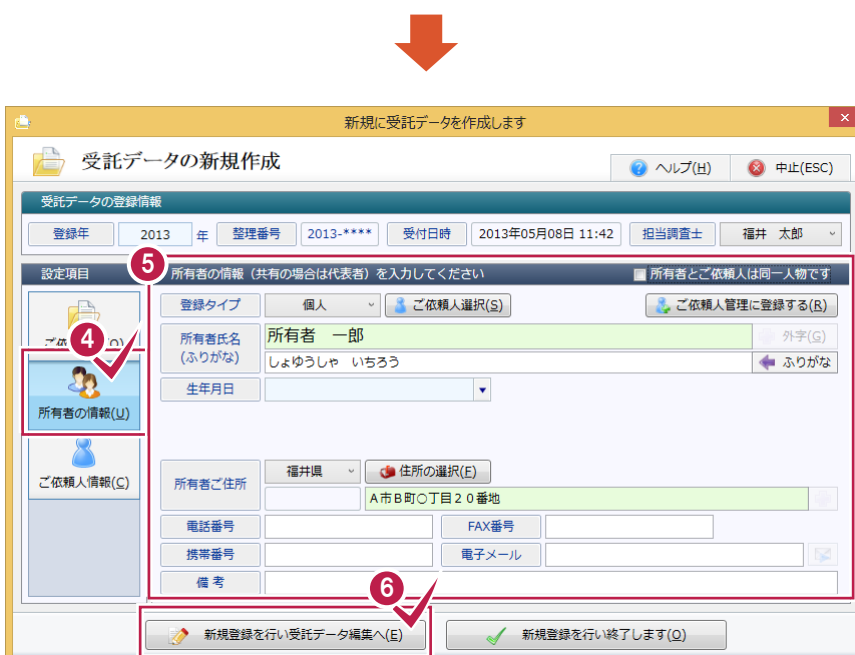 新規に受託データを作成します
受託データの新規作成
ヘルプ(H) 中止(ESC)
受託データの登録情報
登録年 2013 年 整理番号 2013-**** 受付日時 2013年05月08日 11:42 担当調査士 福井 太郎
設定項目 5 所有者の情報（共有の場合は代表者）を入力してください 所有者とご依頼人は同一人物です
登録タイプ 個人 ご依頼人選択(S) ご依頼人管理に登録する(R)
4
所有者氏名 所有者 一郎 外字(G)
(ふりがな) しょゆうしゃ いちろう ふりがな
所有者の情報(U)
生年月日
ご依頼人情報(C)
所有者ご住所 福井県 住所の選択(F)
A市B町○丁目２０番地
電話番号 FAX番号
携帯番号 電子メール
備考
6
新規登録を行い受託データ編集へ(E) 新規登録を行い終了します(O)